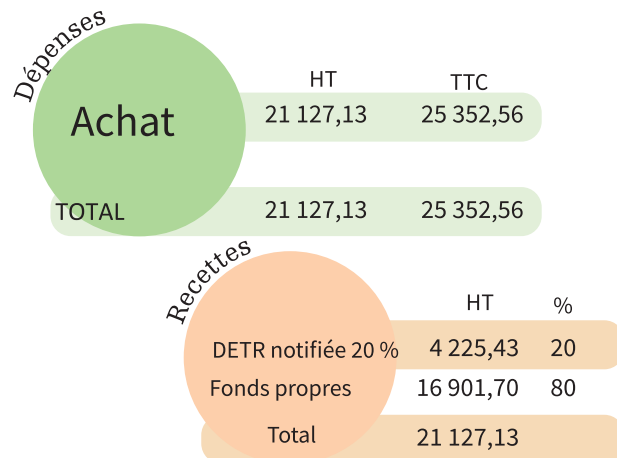 Dépenses
HT TTC
Achat 21 127,13 25 352,56
TOTAL 21 127,13 25 352,56
Recettes
HT %
DETR notifiée 20 % 4 225,43 20
Fonds propres 16 901,70 80
Total 21 127,13